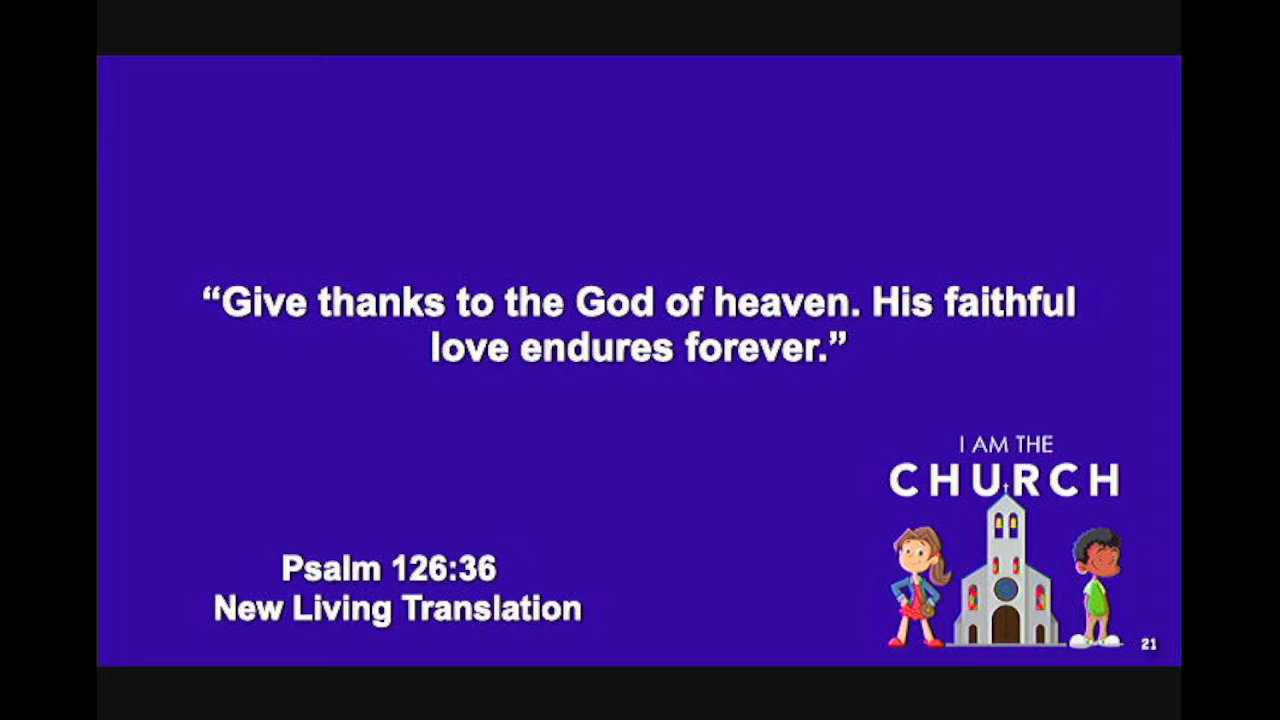 “Give thanks to the God of heaven. His faithful
love endures forever.”
I AM THE
CHURCH
Psalm 126:36
New Living Translation
21